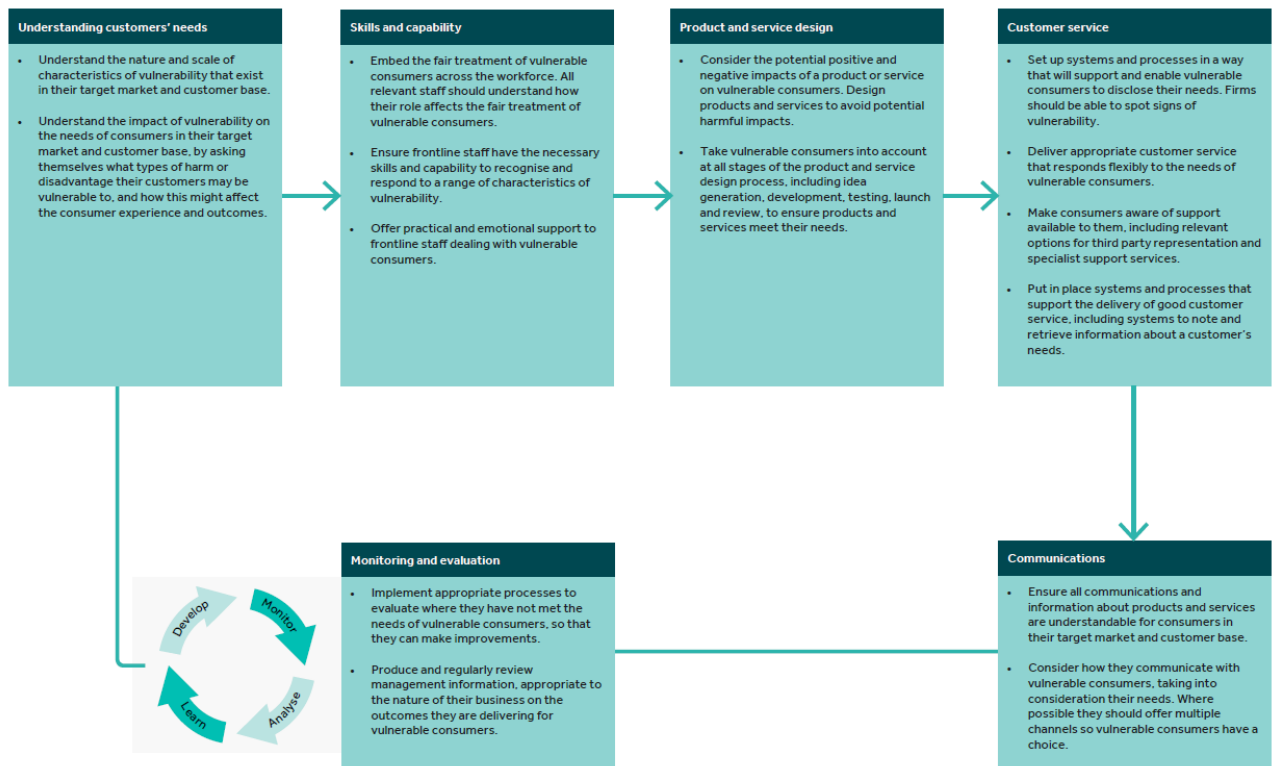 Understanding customers' needs
• Understand the nature and scale of
characteristics of vulnerability that exist
in their target market and customer base.
• Understand the impact of vulnerability on
the needs of consumers in their target
market and customer base, by asking
themselves what types of harm or
disadvantage their customers may be
vulnerable to, and how this might affect
the consumer experience and outcomes.
Skills and capability
• Embed the fair treatment of vulnerable
consumers across the workforce. All
relevant staff should understand how
their role affects the fair treatment of
vulnerable consumers.
• Ensure frontline staff have the necessary
skills and capability to recognise and
respond to a range of characteristics of
vulnerability.
• Offer practical and emotional support to
frontline staff dealing with vulnerable
consumers.
Product and service design
• Consider the potential positive and
negative impacts of a product or service
on vulnerable consumers. Design
products and services to avoid potential
harmful impacts.
• Take vulnerable consumers into account
at all stages of the product and service
design process, including idea
generation, development, testing, launch
and review, to ensure products and
services meet their needs.
Customer service
• Set up systems and processes in a way
that will support and enable vulnerable
consumers to disclose their needs. Firms
should be able to spot signs of
vulnerability.
• Deliver appropriate customer service
that responds flexibly to the needs of
vulnerable consumers.
• Make consumers aware of support
available to them, including relevant
options for third party representation and
specialist support services.
• Put in place systems and processes that
support the delivery of good customer
service, including systems to note and
retrieve information about a customer's
needs.
Develop
Monitor
Analyse
Learn
Monitoring and evaluation
• Implement appropriate processes to
evaluate where they have not met the
needs of vulnerable consumers, so that
they can make improvements.
• Produce and regularly review
management information, appropriate to
the nature of their business on the
outcomes they are delivering for
vulnerable consumers.
Communications
• Ensure all communications and
information about products and services
are understandable for consumers in
their target market and customer base.
• Consider how they communicate with
vulnerable consumers, taking into
consideration their needs. Where
possible they should offer multiple
channels so vulnerable consumers have a
choice.